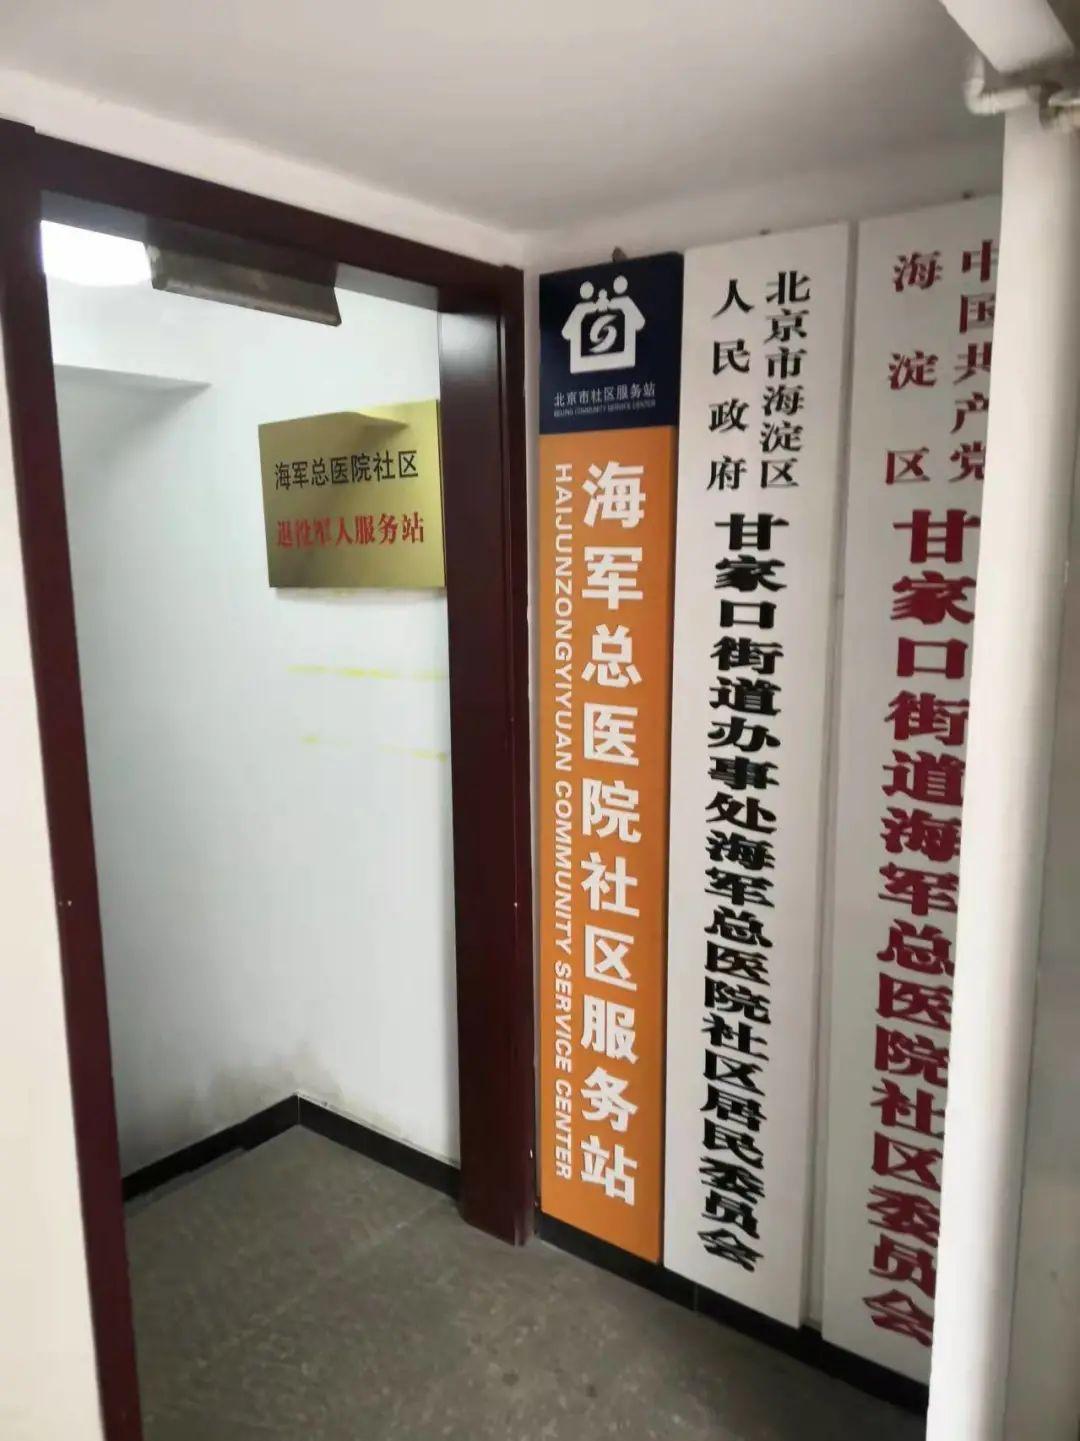 海军总医院社区
退役军人服务站
北京市社区服务站
BEIJING COMMUNITY SERVICE CENTER
海军总医院社区服务站
HAIJUNZONGYIYUAN COMMUNITY SERVICE CENTER
北京市海淀区
人民政府
甘家口街道办事处海军总医院社区居民委员会
中国共产党
海淀区
甘家口街道海军总医院社区委员会